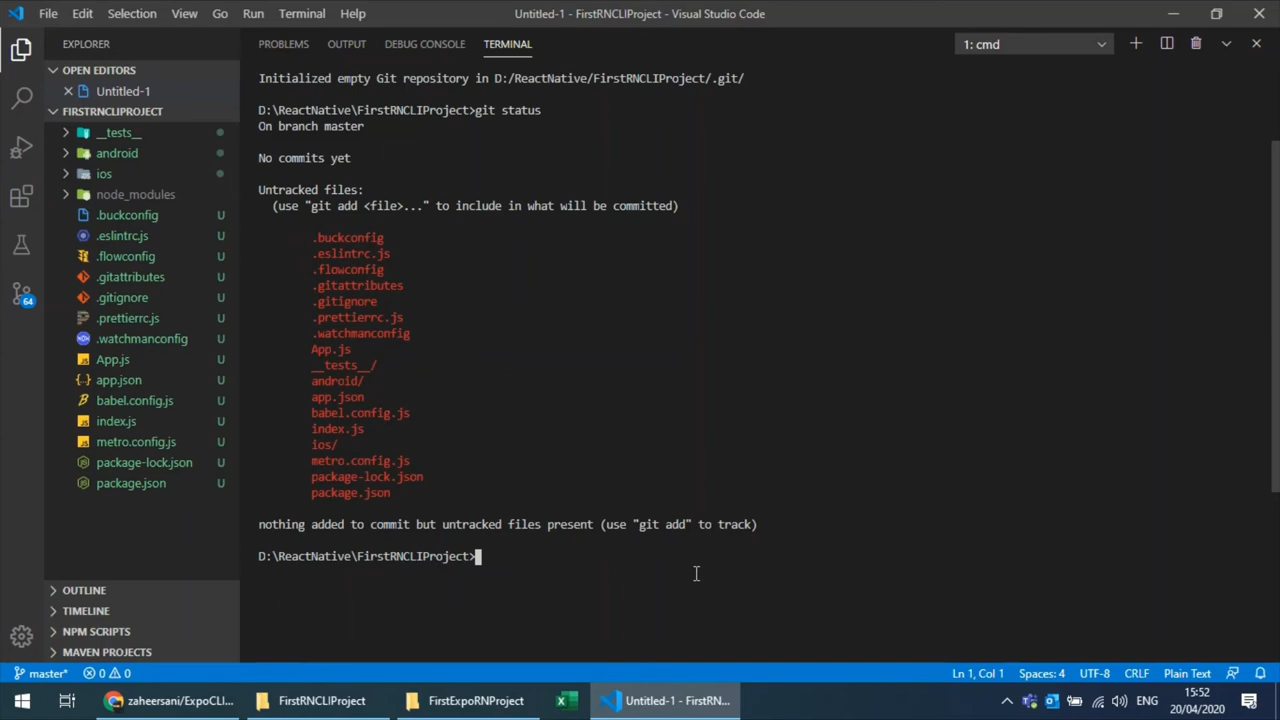 File Edit Selection View Go Run Terminal Help
Untitled-1 - FirstRNCLIProject - Visual Studio Code
EXPLORER
OPEN EDITORS
Untitled-1
FIRSTRNCLIPROJECT
__tests__
android
ios
node_modules
.buckconfig U
.eslintrc.js U
.flowconfig U
.gitattributes U
.gitignore U
.prettierrc.js U
.watchmanconfig U
App.js U
app.json U
babel.config.js U
index.js U
metro.config.js U
package-lock.json U
package.json U
OUTLINE
TIMELINE
NPM SCRIPTS
MAVEN PROJECTS
64
PROBLEMS OUTPUT DEBUG CONSOLE TERMINAL
1: cmd
Initialized empty Git repository in D:/ReactNative/FirstRNCLIProject/.git/
D:\ReactNative\FirstRNCLIProject>git status
On branch master
No commits yet
Untracked files:
(use "git add <file>..." to include in what will be committed)
.buckconfig
.eslintrc.js
.flowconfig
.gitattributes
.gitignore
.prettierrc.js
.watchmanconfig
App.js
__tests__/
android/
app.json
babel.config.js
index.js
ios/
metro.config.js
package-lock.json
package.json
nothing added to commit but untracked files present (use "git add" to track)
D:\ReactNative\FirstRNCLIProject>
master* 0 0
Ln 1, Col 1 Spaces: 4 UTF-8 CRLF Plain Text
zaheersani/ExpoCLI... FirstRNCLIProject FirstExpoRNProject Untitled-1 - FirstRN...
ENG
15:52
20/04/2020